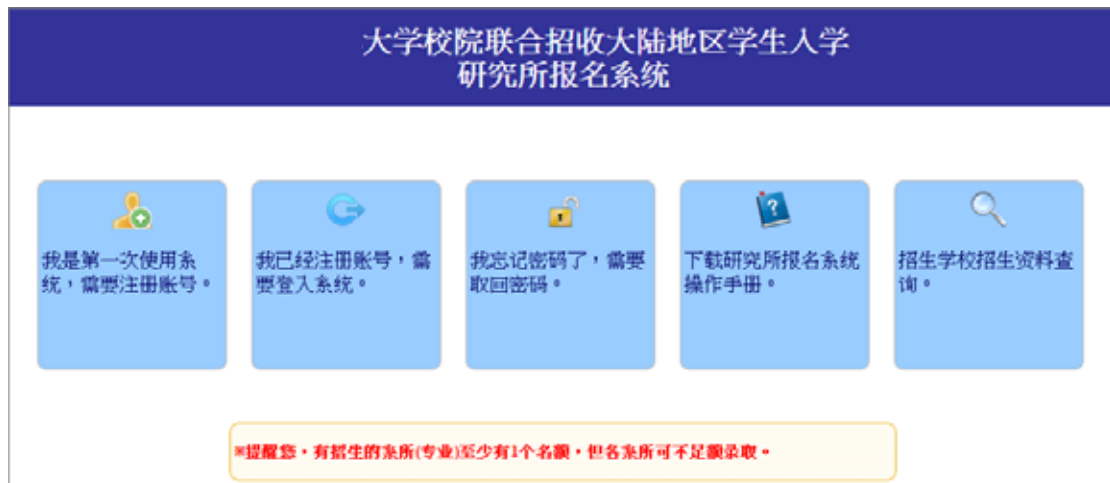 大学校院联合招收大陆地区学生入学
研究所报名系统
我是第一次使用系
统，需要注册账号。
我已经注册账号，需
要登入系统。
我忘记密码了，需要
取回密码。
下载研究所报名系统
操作手册。
招生学校招生资料查
询。
※提醒您，有招生的系所(专业)至少有1个名额，但各系所可不足额录取。